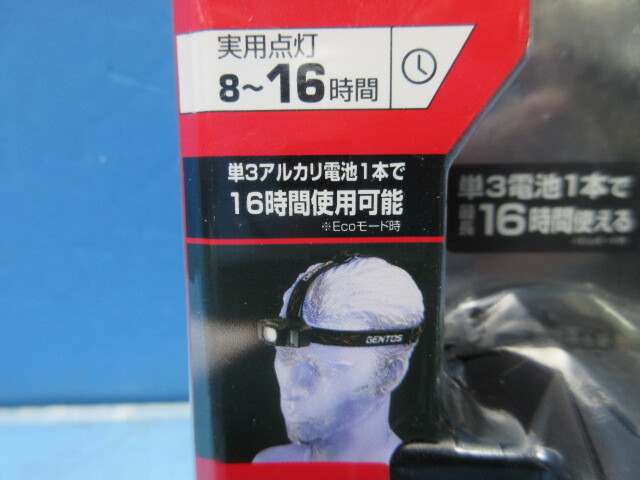 実用点灯
8〜16時間
単3アルカリ電池1本で
16時間使用可能
※Ecoモード時
単3電池1本で
最長16時間使える
GENTOS